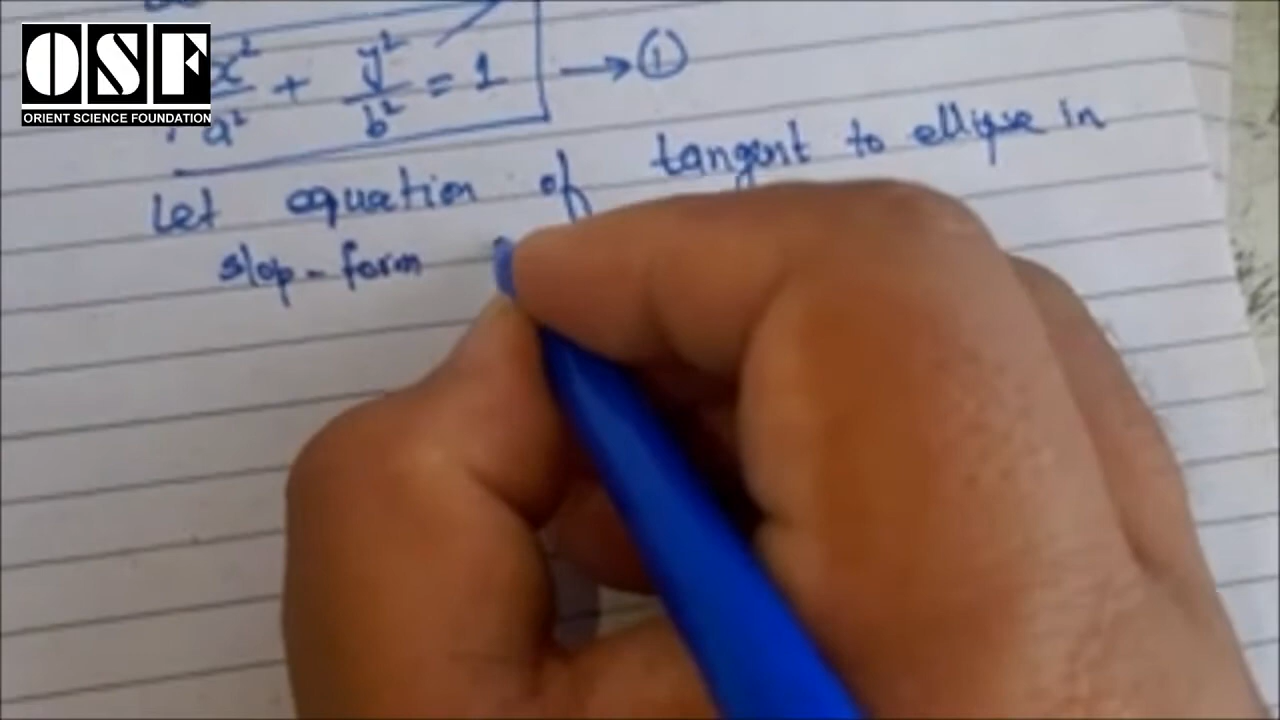 OSF
ORIENT SCIENCE FOUNDATION
x²/a² + y²/b² = 1 → ①
Let equation of tangent to ellipse in
slop-form